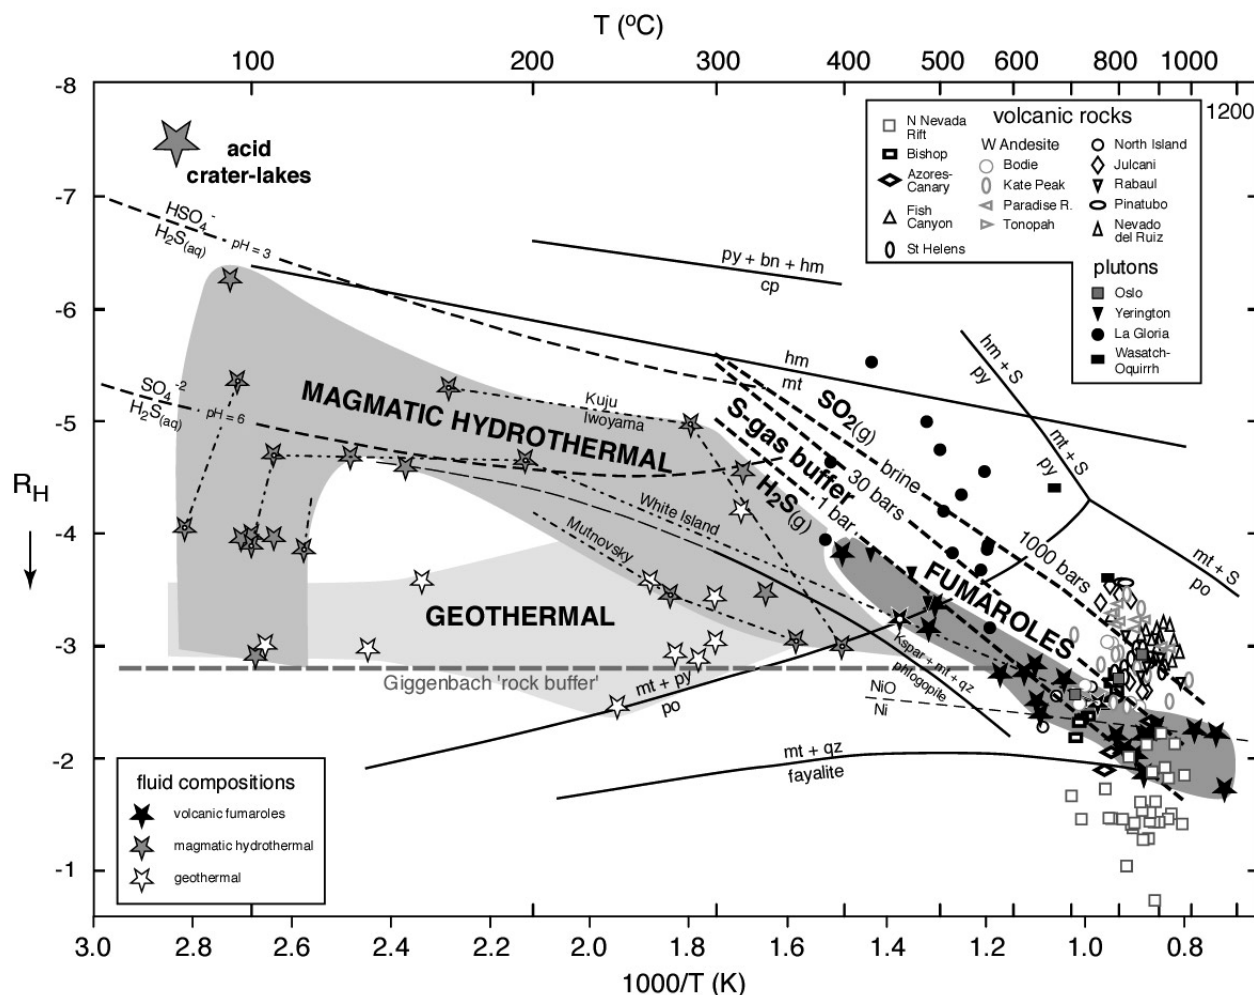 T (ºC)
100 200 300 400 500 600 800 1000
1200
-8
-7
-6
-5
-4
-3
-2
-1
R_H
acid
crater-lakes
volcanic rocks
N Nevada
Rift
Bishop
Azores-
Canary
Fish
Canyon
St Helens
W Andesite
Bodie
Kate Peak
Paradise R.
Tonopah
North Island
Julcani
Rabaul
Pinatubo
Nevado
del Ruiz
plutons
Oslo
Yerington
La Gloria
Wasatch-
Oquirrh
HSO₄⁻
H₂S(aq)
pH = 3
py + bn + hm
cp
hm
mt
hm + S
py
mt + S
py
mt + S
po
SO₄⁻²
H₂S(aq)
pH = 6
MAGMATIC HYDROTHERMAL
Kuju
Iwoyama
SO₂(g)
S-gas buffer
H₂S(g)
brine
30 bars
1 bar
1000 bars
White Island
Mutnovsky
FUMAROLES
GEOTHERMAL
Giggenbach 'rock buffer'
mt + py
po
Kspar + mt + qz
phlogopite
NiO
Ni
mt + qz
fayalite
fluid compositions
volcanic fumaroles
magmatic hydrothermal
geothermal
3.0 2.8 2.6 2.4 2.2 2.0 1.8 1.6 1.4 1.2 1.0 0.8
1000/T (K)